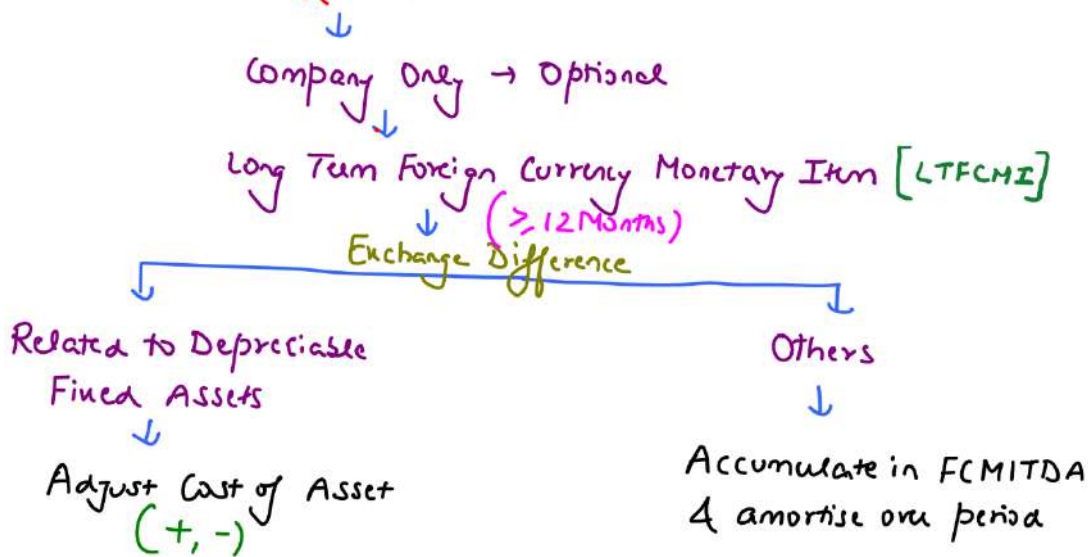 Company Only → Optional
Long Term Foreign Currency Monetary Item [LTFCMI]
(≥ 12 Months)
Exchange Difference
Related to Depreciable
Fixed Assets
Others
Adjust Cost of Asset
(+, -)
Accumulate in FCMITDA
& amortise over period